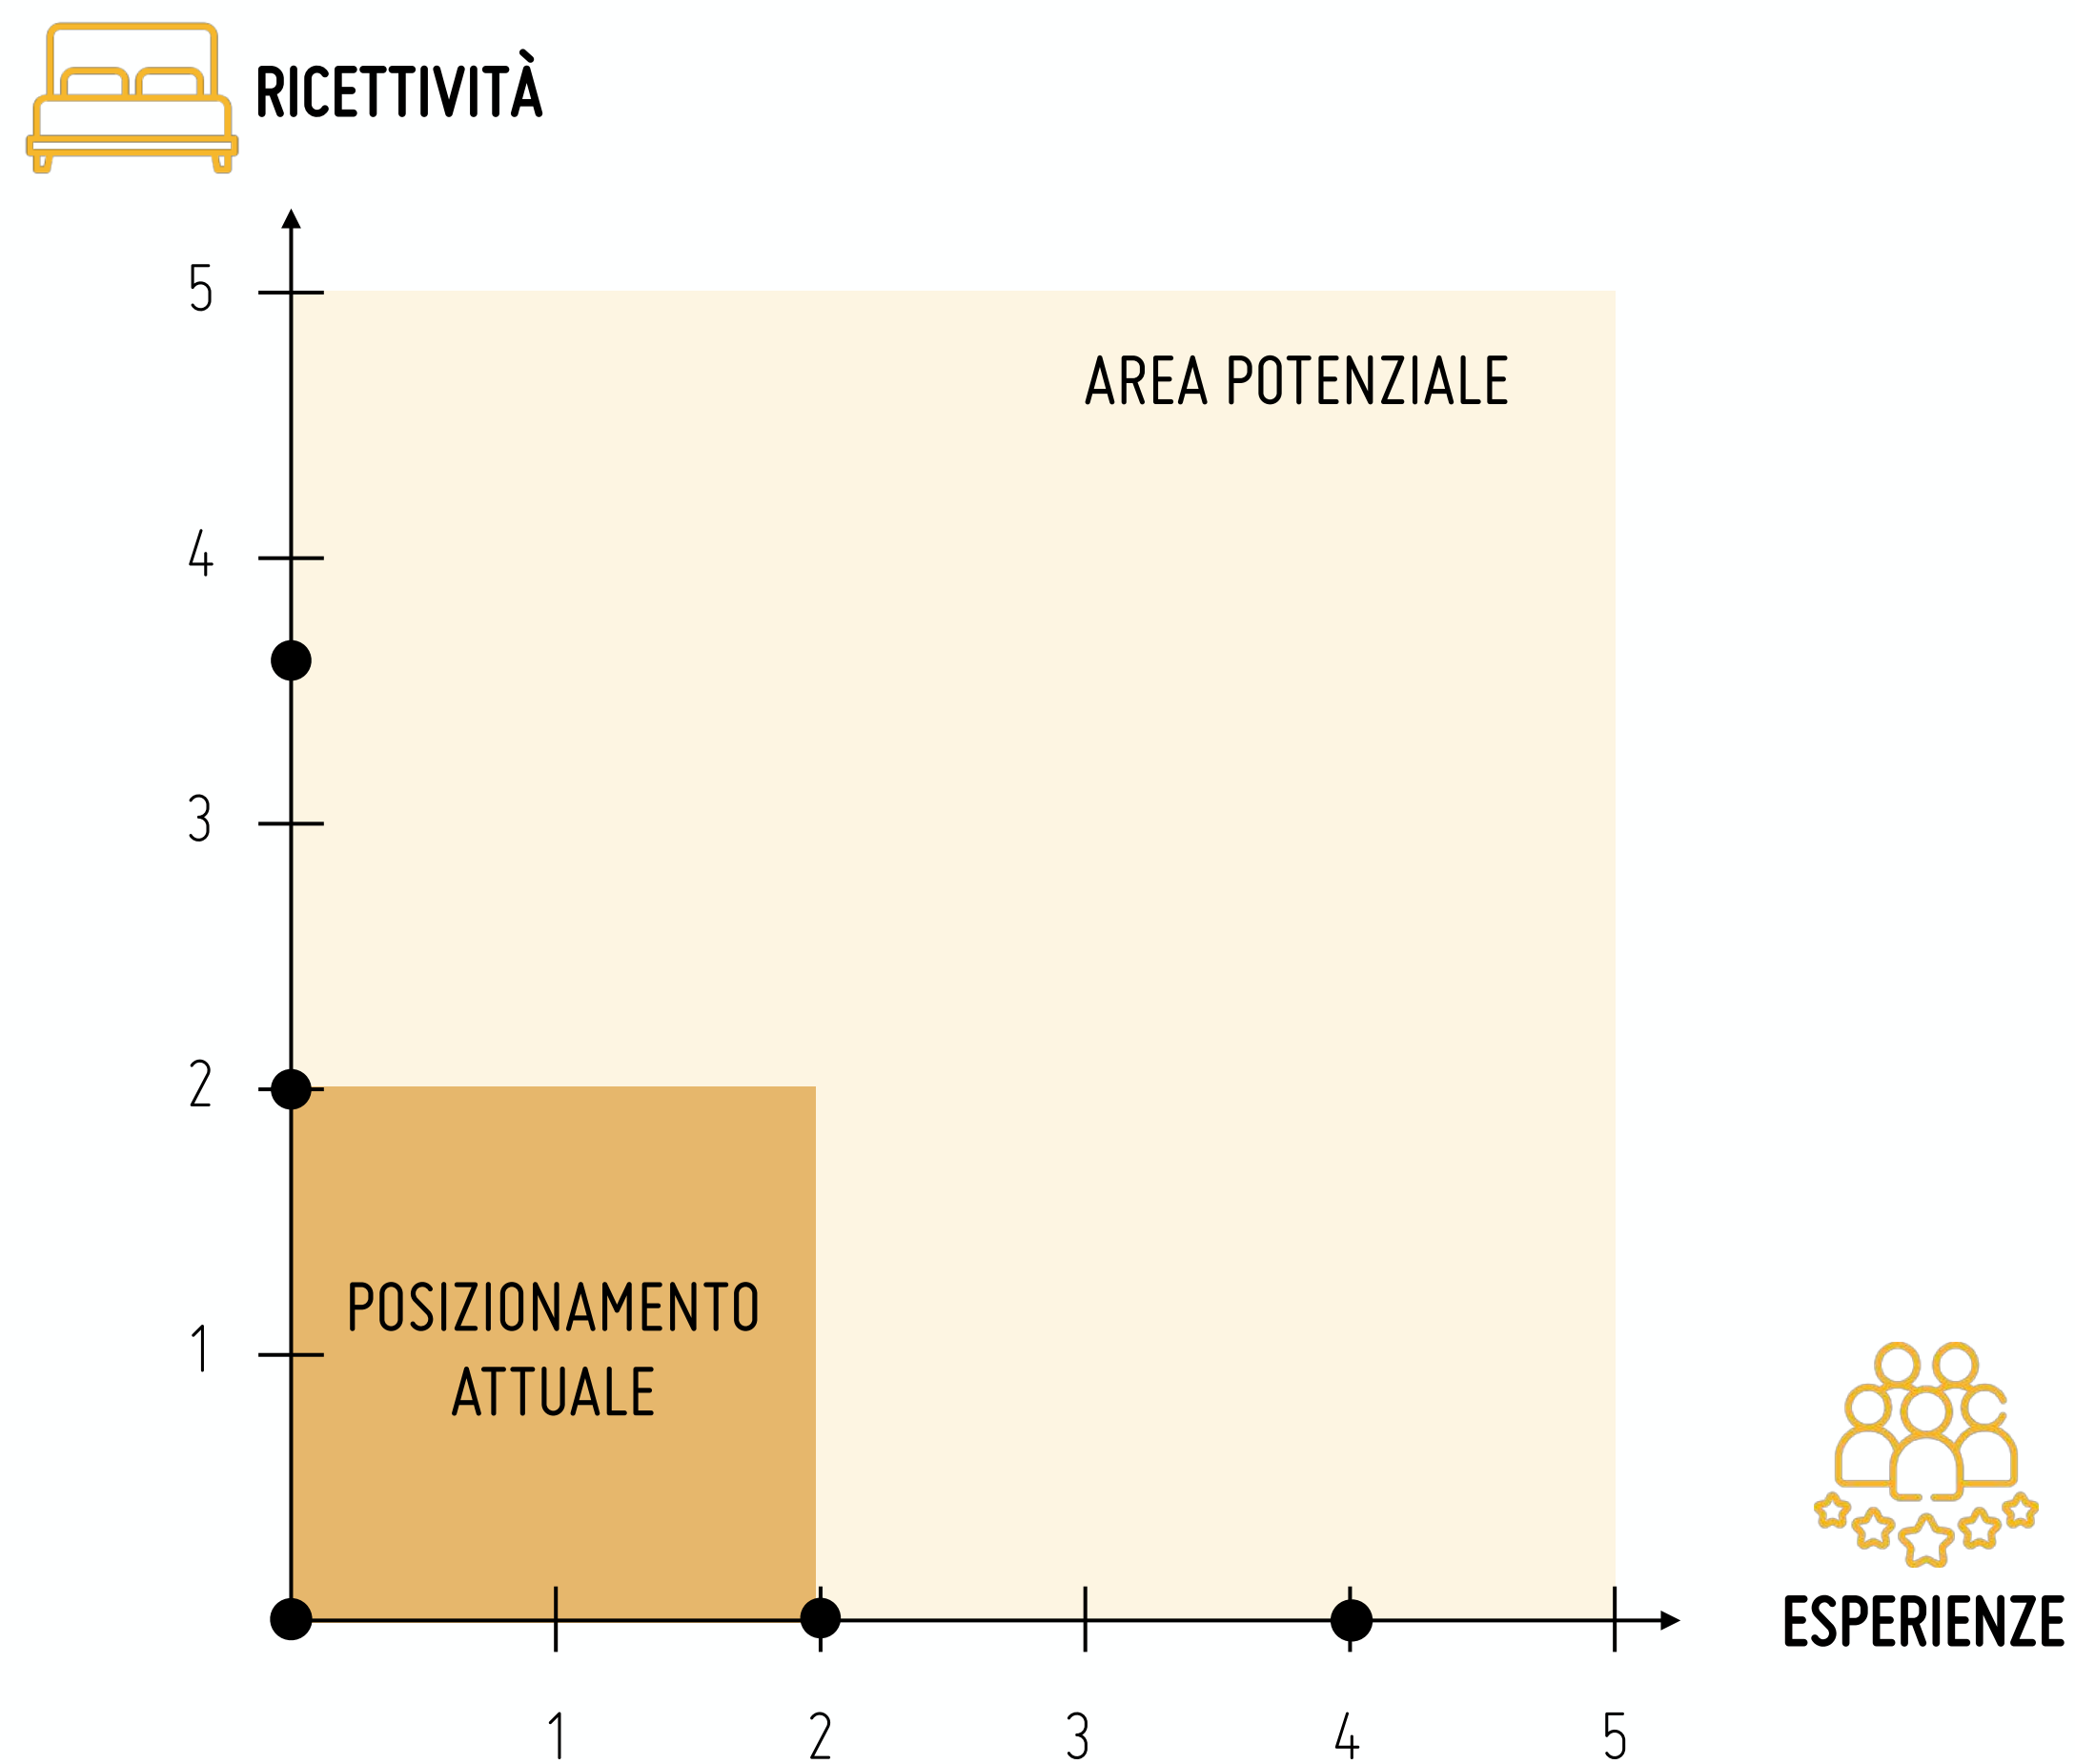 RICETTIVITÀ
5
AREA POTENZIALE
4
3
2
POSIZIONAMENTO
1
ATTUALE
ESPERIENZE
1 2 3 4 5